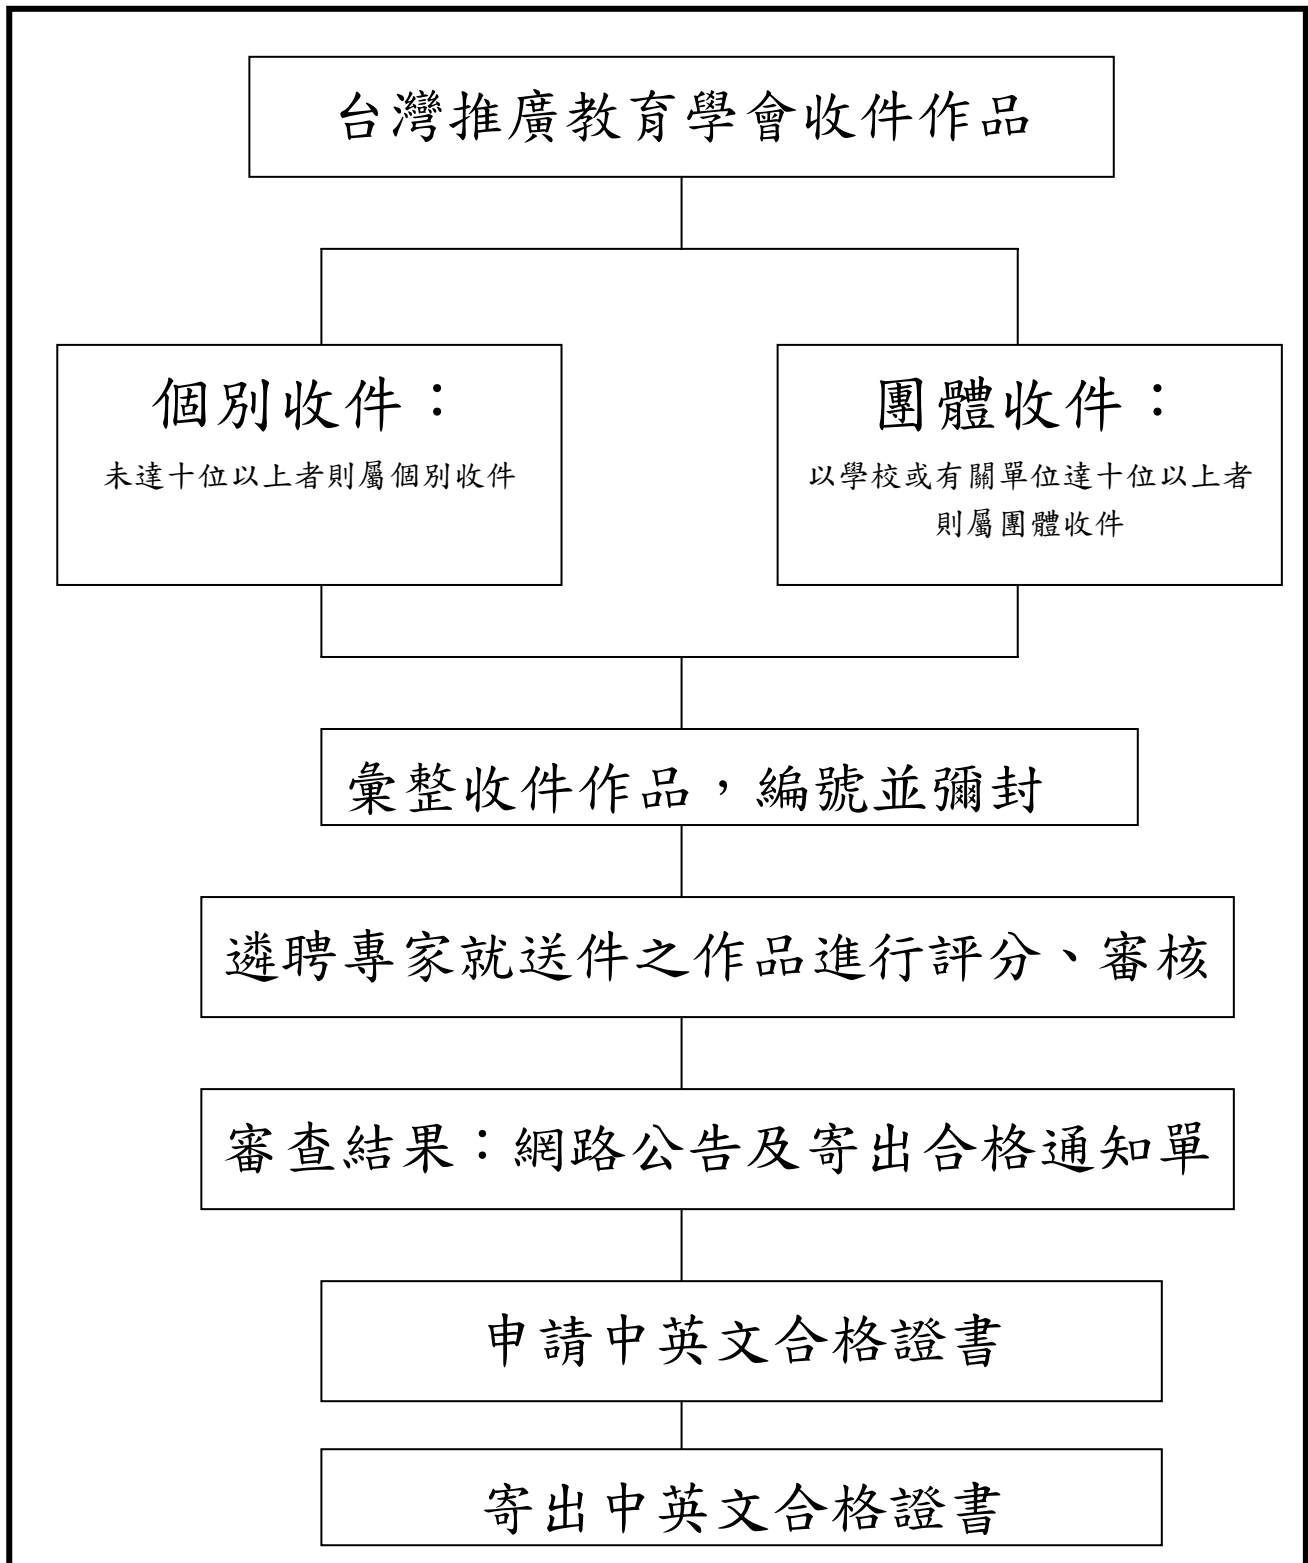 台灣推廣教育學會收件作品
個別收件：
未達十位以上者則屬個別收件
團體收件：
以學校或有關單位達十位以上者
則屬團體收件
彙整收件作品，編號並彌封
遴聘專家就送件之作品進行評分、審核
審查結果：網路公告及寄出合格通知單
申請中英文合格證書
寄出中英文合格證書